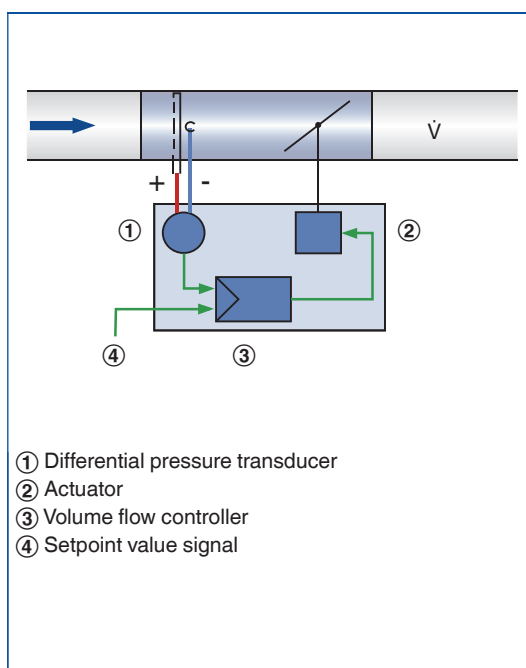 V̇
+ -
① ②
④ ③
① Differential pressure transducer
② Actuator
③ Volume flow controller
④ Setpoint value signal